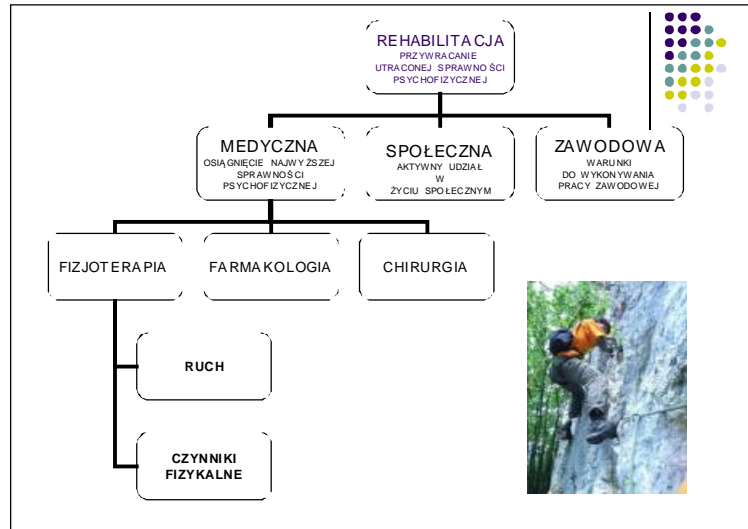 REHABILITACJA
PRZYWRACANIE
UTRACONEJ SPRAWNOŚCI
PSYCHOFIZYCZNEJ
MEDYCZNA
OSIĄGNIĘCIE NAJWYŻSZEJ
SPRAWNOŚCI
PSYCHOFIZYCZNEJ
SPOŁECZNA
AKTYWNY UDZIAŁ
W
ŻYCIU SPOŁECZNYM
ZAWODOWA
WARUNKI
DO WYKONYWANIA
PRACY ZAWODOWEJ
FIZJOTERAPIA
FARMAKOLOGIA
CHIRURGIA
RUCH
CZYNNIKI
FIZYKALNE